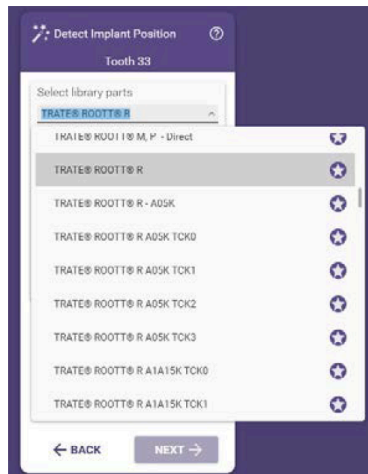 Detect Implant Position
Tooth 33
Select library parts
TRATE® ROOTT® R
TRATE® ROOTT® M, P - Direct
TRATE® ROOTT® R
TRATE® ROOTT® R - A05K
TRATE® ROOTT® R A05K TCK0
TRATE® ROOTT® R A05K TCK1
TRATE® ROOTT® R A05K TCK2
TRATE® ROOTT® R A05K TCK3
TRATE® ROOTT® R A1A15K TCK0
TRATE® ROOTT® R A1A15K TCK1
← BACK NEXT →